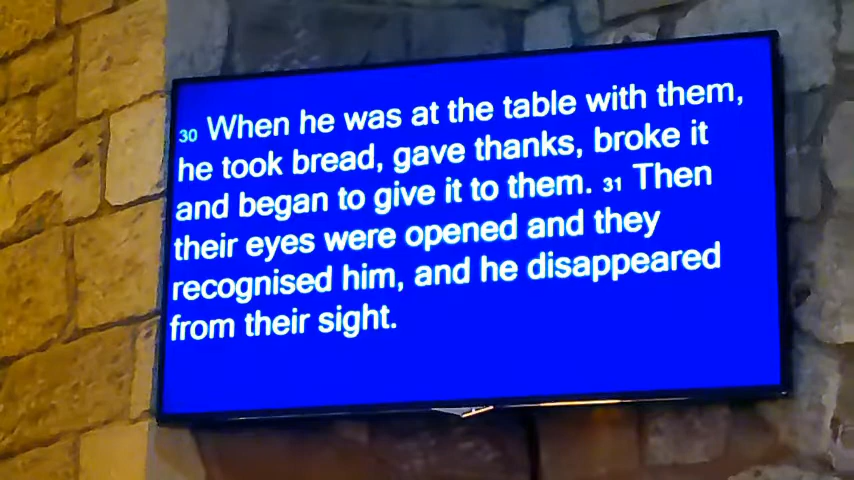 30 When he was at the table with them,
he took bread, gave thanks, broke it
and began to give it to them. 31 Then
their eyes were opened and they
recognised him, and he disappeared
from their sight.